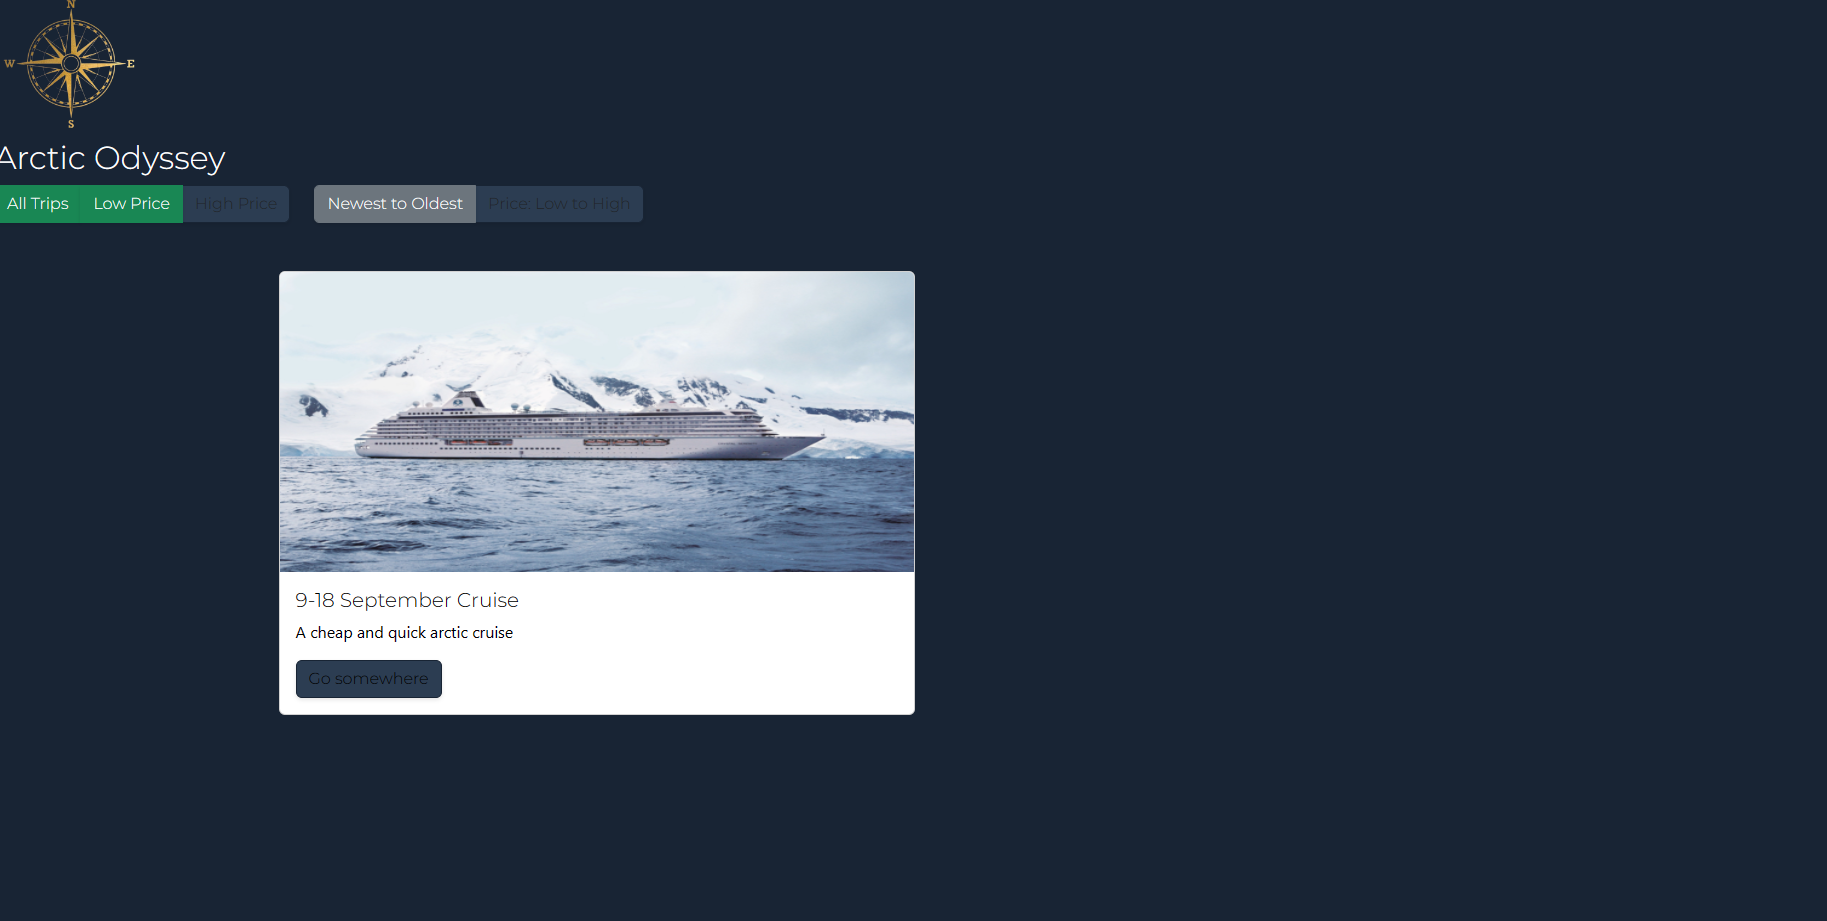 N
W E
S
Arctic Odyssey
All Trips Low Price High Price Newest to Oldest Price: Low to High
9-18 September Cruise
A cheap and quick arctic cruise
Go somewhere